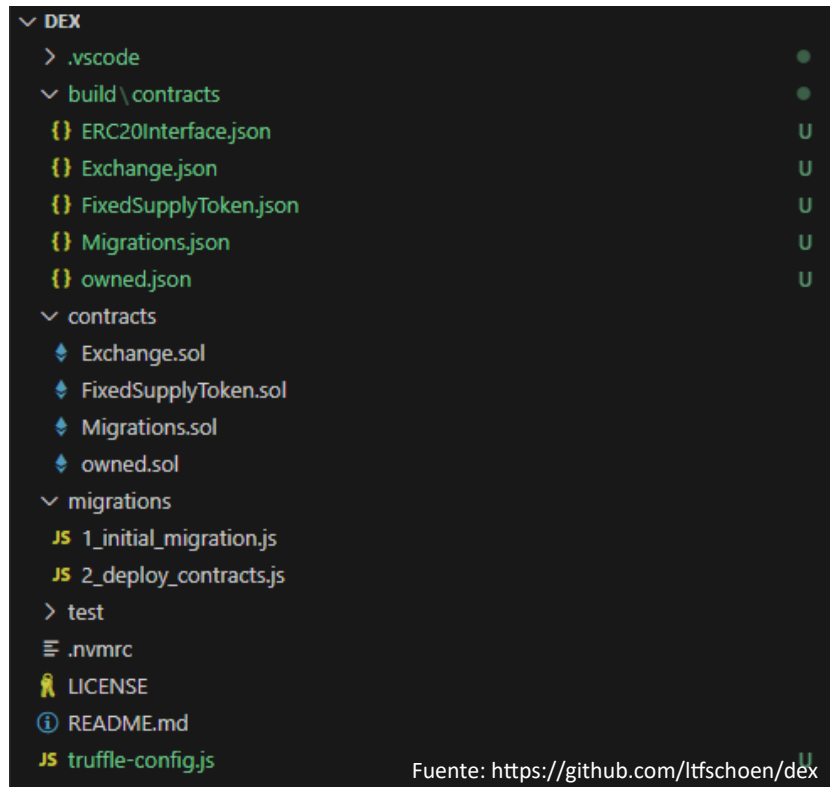 DEX
.vscode
build\contracts
{} ERC20Interface.json U
{} Exchange.json U
{} FixedSupplyToken.json U
{} Migrations.json U
{} owned.json U
contracts
Exchange.sol
FixedSupplyToken.sol
Migrations.sol
owned.sol
migrations
JS 1_initial_migration.js
JS 2_deploy_contracts.js
test
.nvmrc
LICENSE
README.md
JS truffle-config.js U
Fuente: https://github.com/ltfschoen/dex